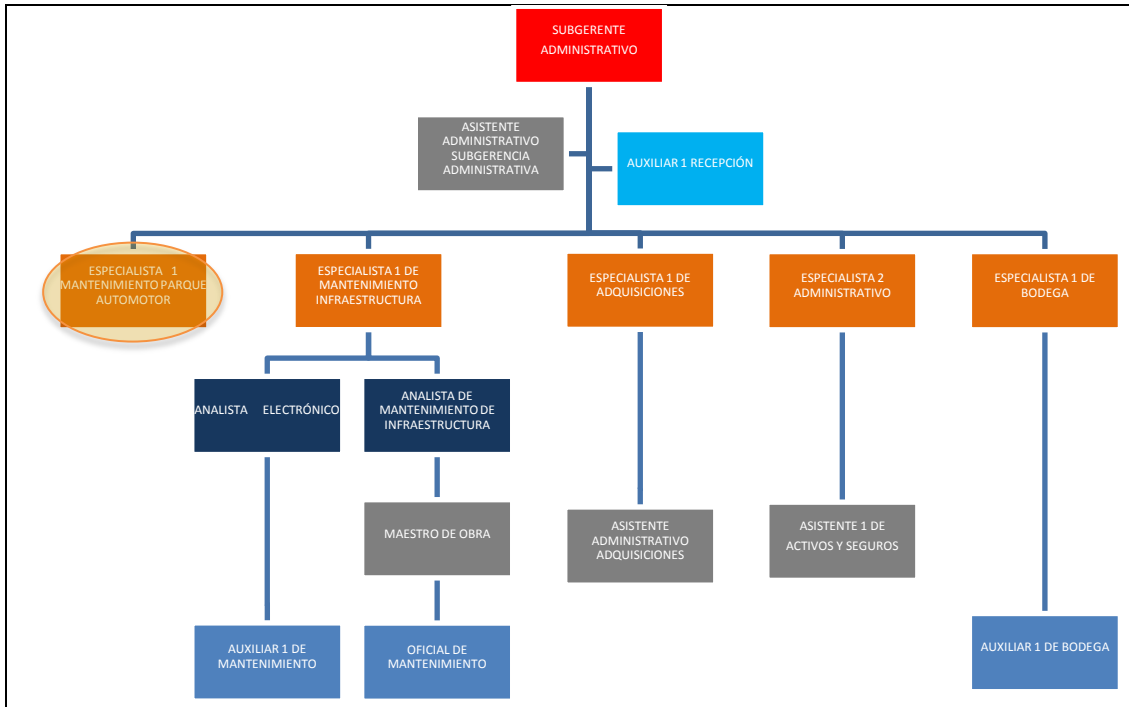 SUBGERENTE
ADMINISTRATIVO
ASISTENTE
ADMINISTRATIVO
SUBGERENCIA
ADMINISTRATIVA
AUXILIAR 1 RECEPCIÓN
ESPECIALISTA 1
MANTENIMIENTO PARQUE
AUTOMOTOR
ESPECIALISTA 1 DE
MANTENIMIENTO
INFRAESTRUCTURA
ESPECIALISTA 1 DE
ADQUISICIONES
ESPECIALISTA 2
ADMINISTRATIVO
ESPECIALISTA 1 DE
BODEGA
ANALISTA ELECTRÓNICO
ANALISTA DE
MANTENIMIENTO DE
INFRAESTRUCTURA
MAESTRO DE OBRA
ASISTENTE
ADMINISTRATIVO
ADQUISICIONES
ASISTENTE 1 DE
ACTIVOS Y SEGUROS
AUXILIAR 1 DE
MANTENIMIENTO
OFICIAL DE
MANTENIMIENTO
AUXILIAR 1 DE BODEGA